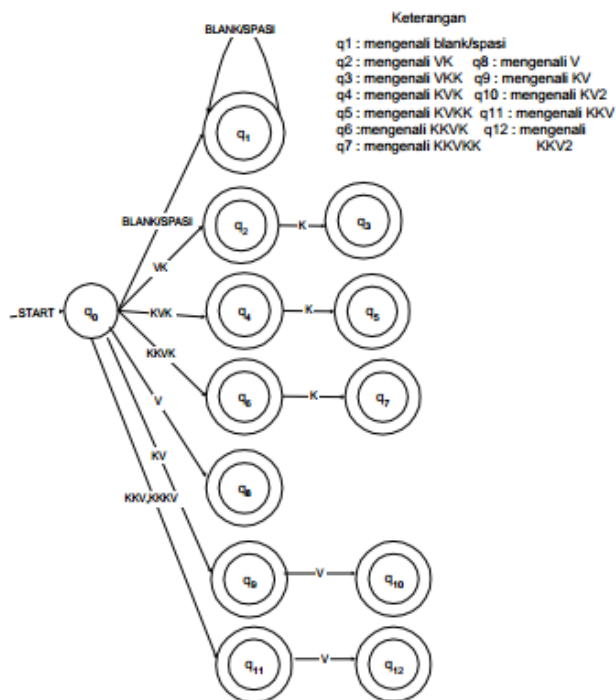 BLANK/SPASI
Keterangan
q1 : mengenali blank/spasi
q2 : mengenali VK q8 : mengenali V
q3 : mengenali VKK q9 : mengenali KV
q4 : mengenali KVK q10 : mengenali KV2
q5 : mengenali KVKK q11 : mengenali KKV
q6 :mengenali KKVK q12 : mengenali
q7 : mengenali KKVKK KKV2
q1
BLANK/SPASI
q2
K
q3
VK
START
q0
KVK
q4
K
q5
KKVK
q6
K
q7
V
KV
q8
KKV,KKKV
q9
V
q10
q11
V
q12